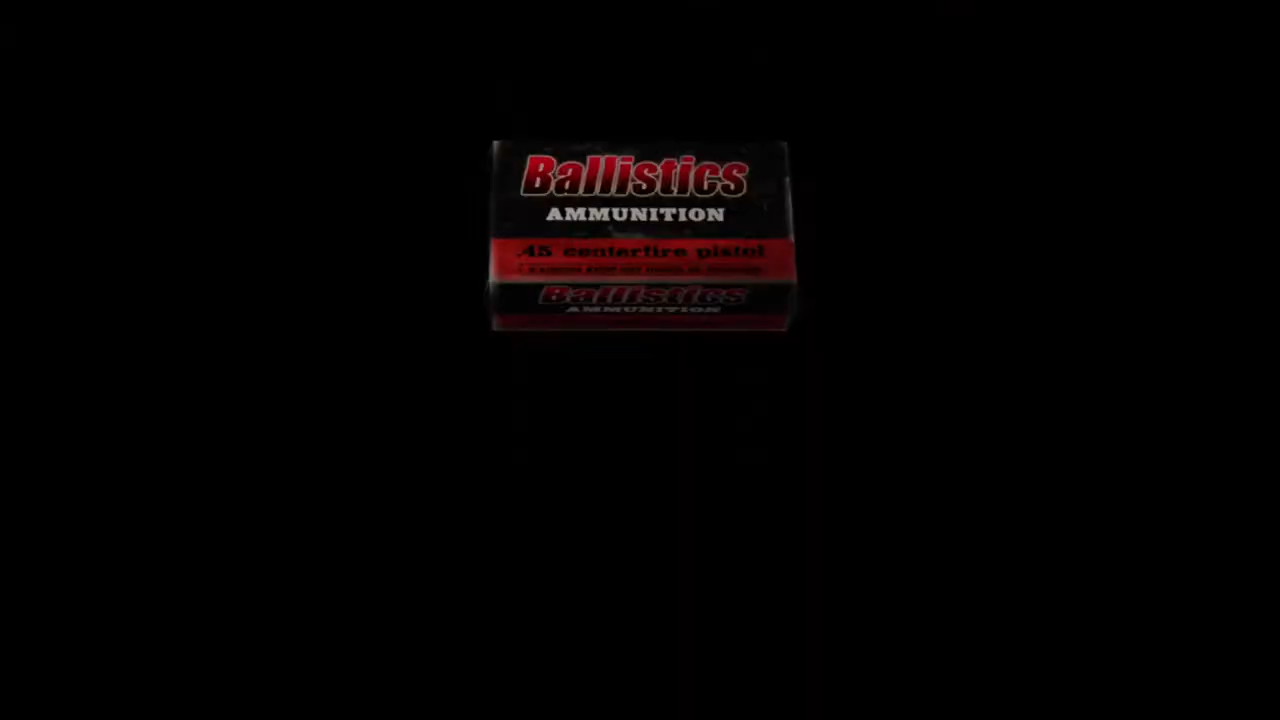 Ballistics
AMMUNITION
.45 centerfire pistol
Ballistics
AMMUNITION